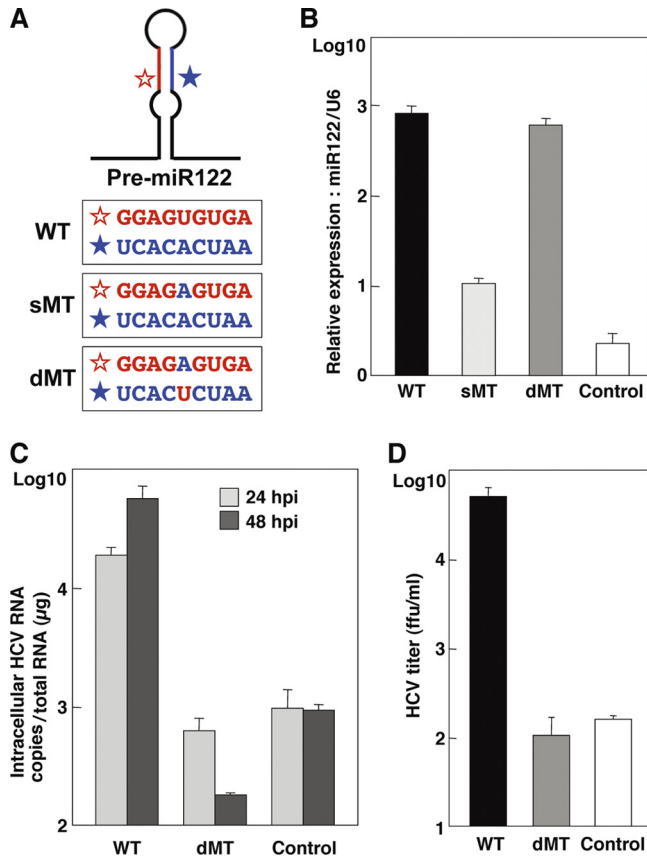 A
Pre-miR122
WT
☆ GGAGUGUGA
★ UCACACUAA
sMT
☆ GGAGAGUGA
★ UCACACUAA
dMT
☆ GGAGAGUGA
★ UCACUCUAA
B
Log10
Relative expression : miR122/U6
3
2
1
0
WT sMT dMT Control
C
Log10
Intracellular HCV RNA
copies/total RNA (µg)
24 hpi
48 hpi
4
3
2
WT dMT Control
D
Log10
HCV titer (ffu/ml)
4
3
2
1
WT dMT Control